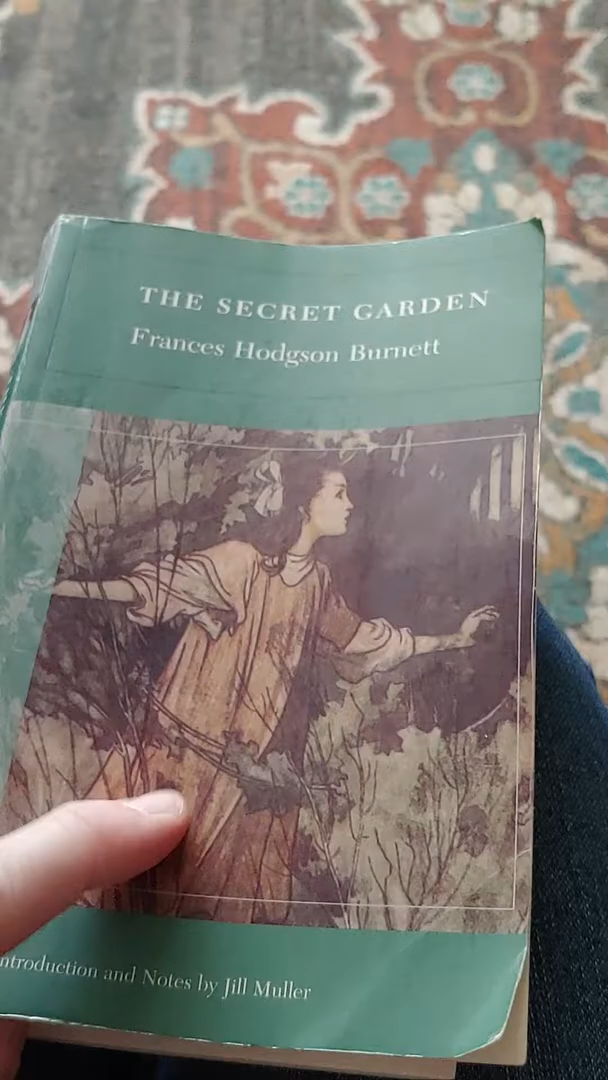 THE SECRET GARDEN
Frances Hodgson Burnett
ntroduction and Notes by Jill Muller